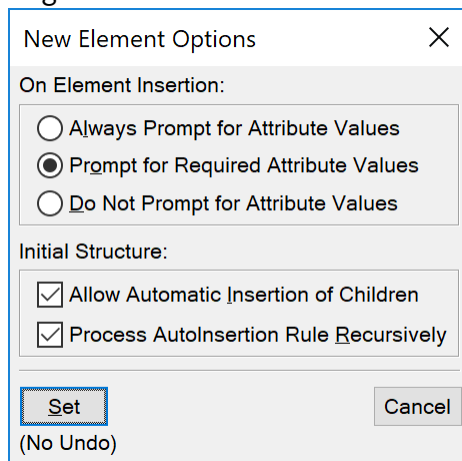 New Element Options
On Element Insertion:
Always Prompt for Attribute Values
Prompt for Required Attribute Values
Do Not Prompt for Attribute Values
Initial Structure:
Allow Automatic Insertion of Children
Process AutoInsertion Rule Recursively
Set
Cancel
(No Undo)